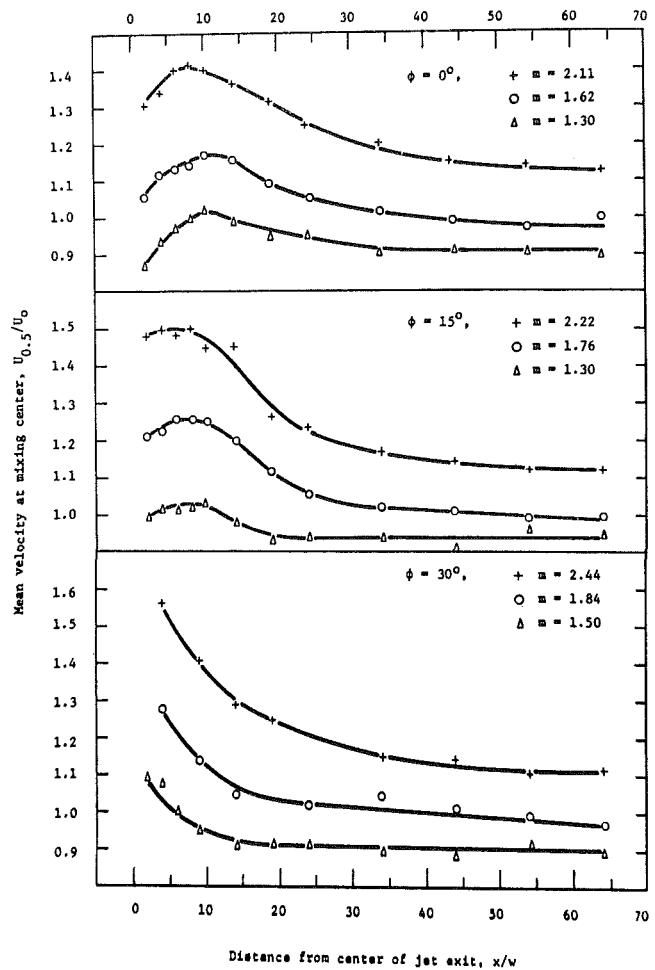 0 10 20 30 40 50 60 70
1.4
1.3
1.2
1.1
1.0
0.9
ϕ = 0°, + m = 2.11
○ m = 1.62
△ m = 1.30
1.5
1.4
1.3
1.2
1.1
1.0
ϕ = 15°, + m = 2.22
○ m = 1.76
△ m = 1.30
1.6
1.5
1.4
1.3
1.2
1.1
1.0
0.9
ϕ = 30°, + m = 2.44
○ m = 1.84
△ m = 1.50
Mean velocity at mixing center, U0.5/Uo
0 10 20 30 40 50 60 70
Distance from center of jet exit, x/w